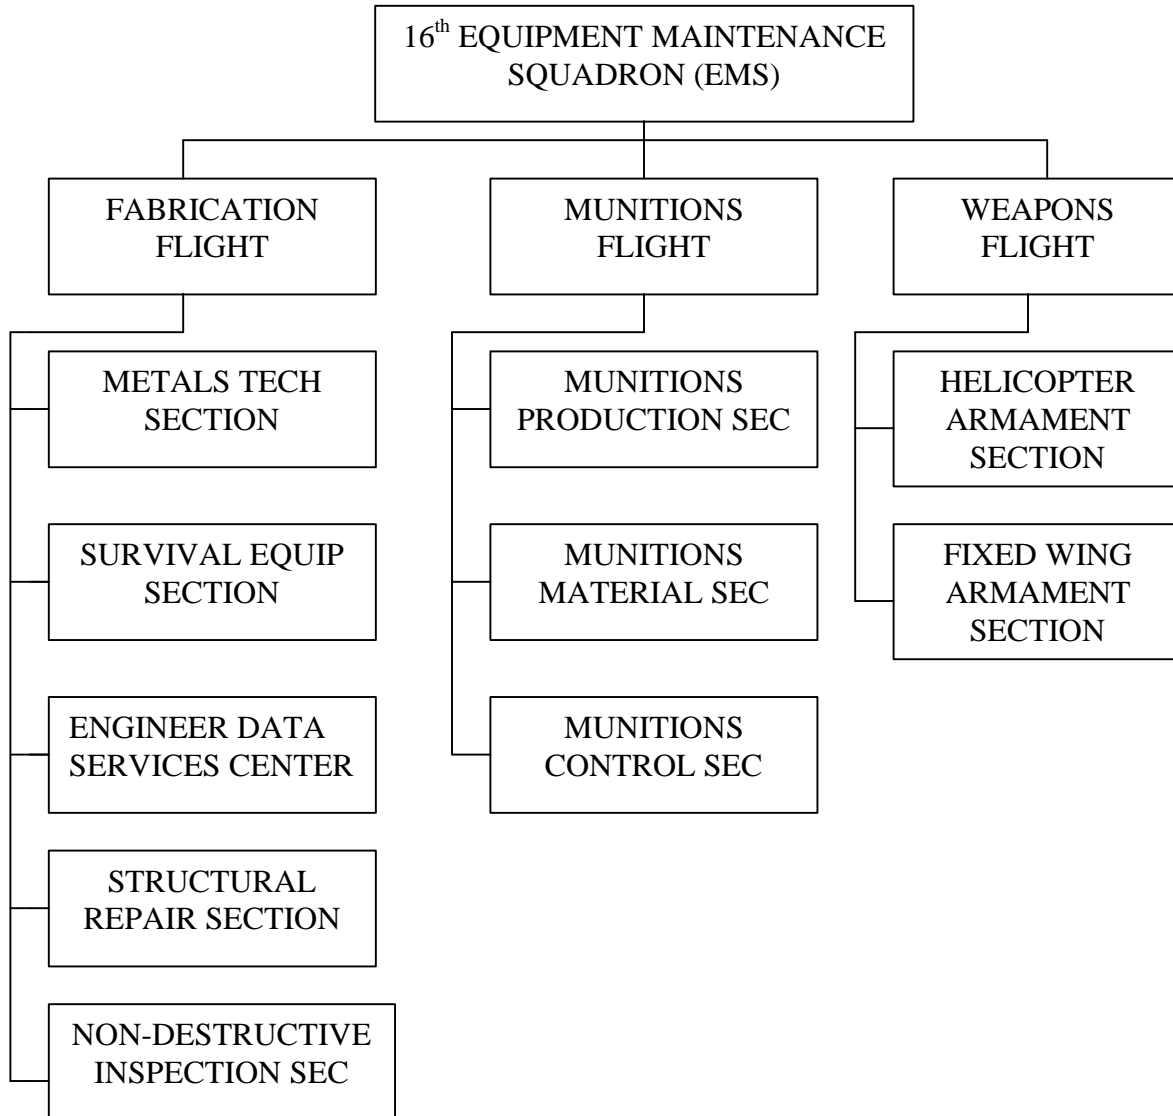 16th EQUIPMENT MAINTENANCE
SQUADRON (EMS)
FABRICATION
FLIGHT
MUNITIONS
FLIGHT
WEAPONS
FLIGHT
METALS TECH
SECTION
SURVIVAL EQUIP
SECTION
ENGINEER DATA
SERVICES CENTER
STRUCTURAL
REPAIR SECTION
NON-DESTRUCTIVE
INSPECTION SEC
MUNITIONS
PRODUCTION SEC
MUNITIONS
MATERIAL SEC
MUNITIONS
CONTROL SEC
HELICOPTER
ARMAMENT
SECTION
FIXED WING
ARMAMENT
SECTION